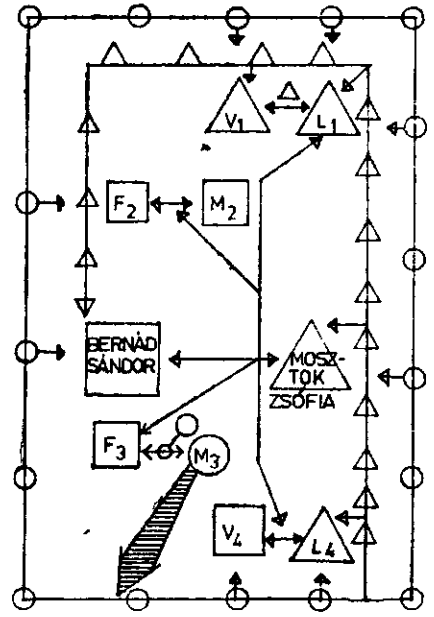 V1 L1
F2 M2
BERNÁD
SÁNDOR
MOSZ-
TOK
ZSÓFIA
F3 M3
V4 L4